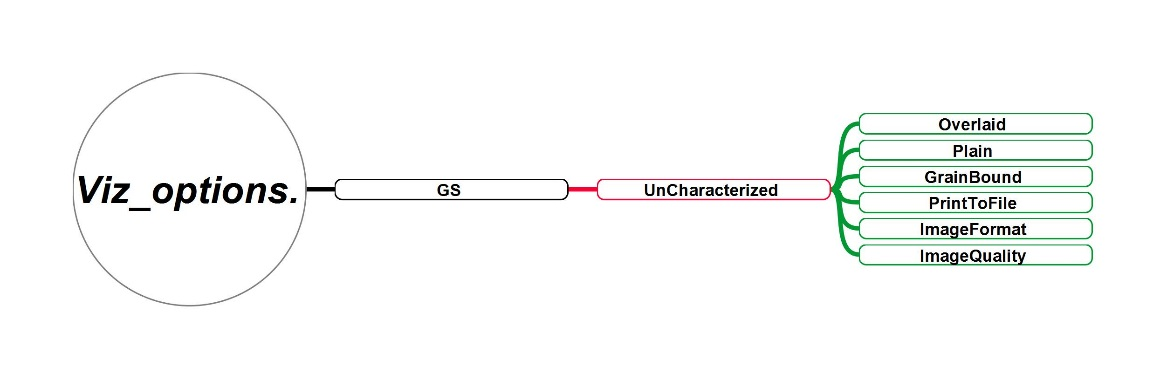 Viz_options.
GS
UnCharacterized
Overlaid
Plain
GrainBound
PrintToFile
ImageFormat
ImageQuality